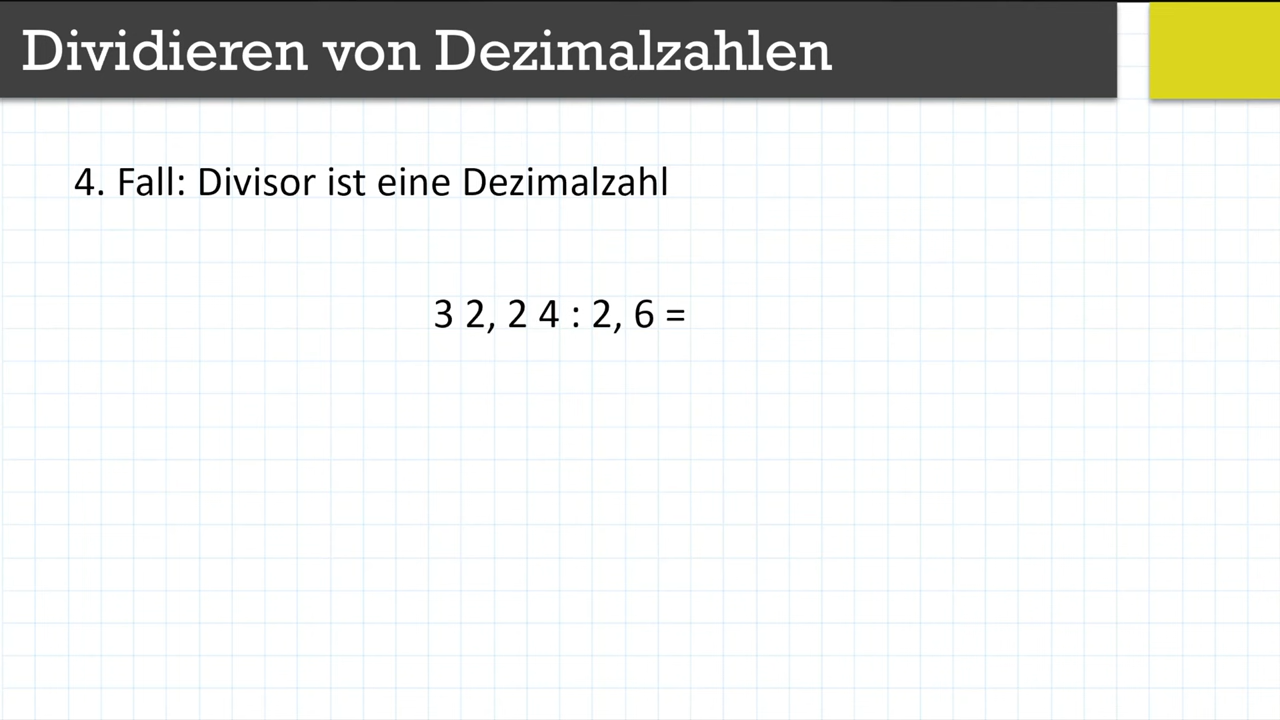 Dividieren von Dezimalzahlen
4. Fall: Divisor ist eine Dezimalzahl
3 2, 2 4 : 2, 6 =